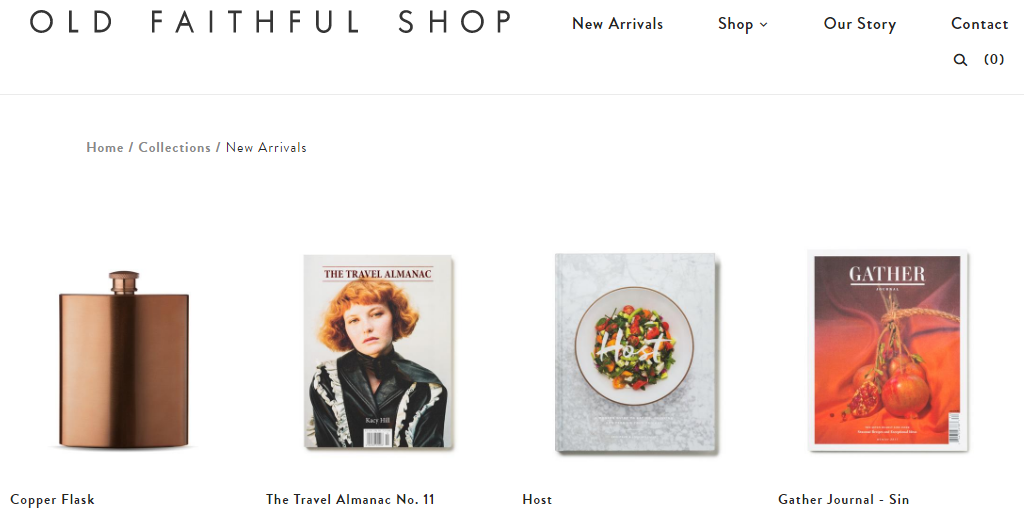 OLD FAITHFUL SHOP
New Arrivals
Shop
Our Story
Contact
(0)
Home / Collections / New Arrivals
THE TRAVEL ALMANAC
Kacy Hill
Host
GATHER
JOURNAL
Copper Flask
The Travel Almanac No. 11
Host
Gather Journal - Sin